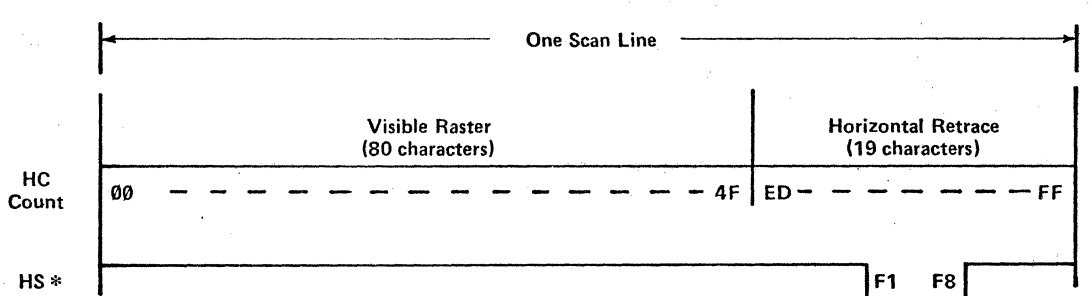 One Scan Line
Visible Raster
(80 characters)
Horizontal Retrace
(19 characters)
HC
Count
ØØ 4F ED FF
HS *
F1 F8